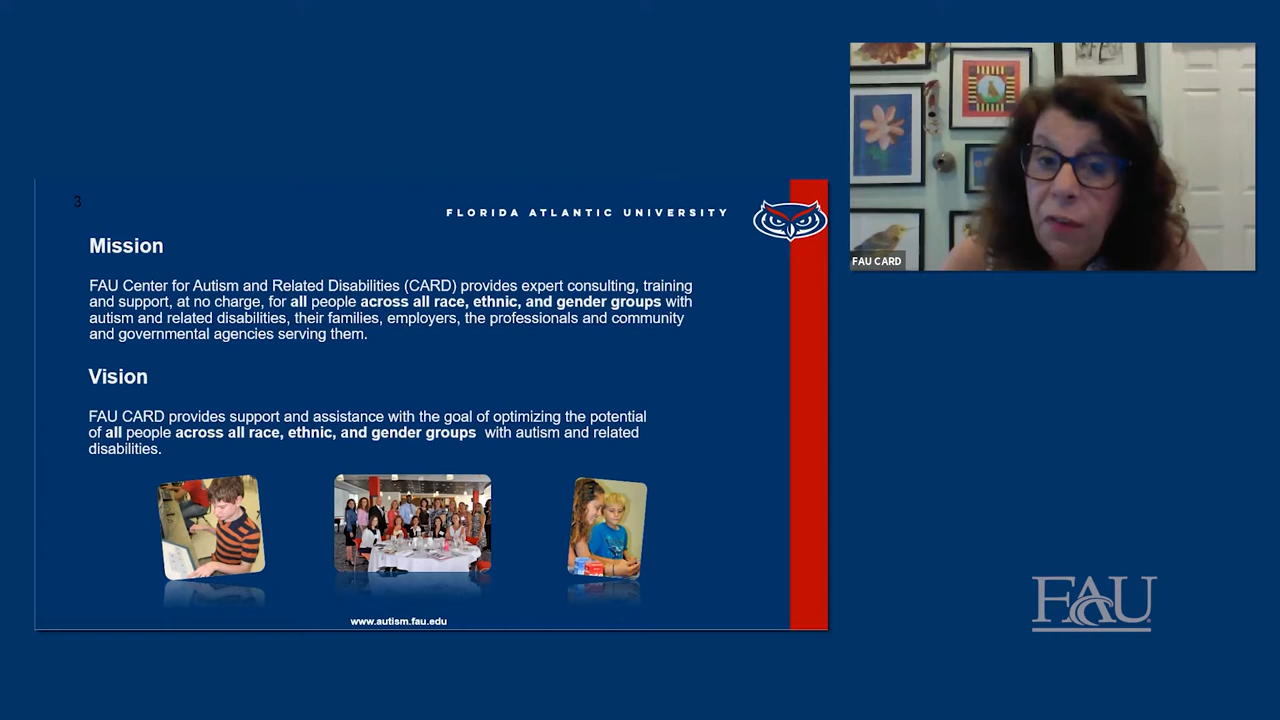 3
FLORIDA ATLANTIC UNIVERSITY
Mission
FAU Center for Autism and Related Disabilities (CARD) provides expert consulting, training
and support, at no charge, for all people across all race, ethnic, and gender groups with
autism and related disabilities, their families, employers, the professionals and community
and governmental agencies serving them.
Vision
FAU CARD provides support and assistance with the goal of optimizing the potential
of all people across all race, ethnic, and gender groups with autism and related
disabilities.
www.autism.fau.edu
FAU CARD
FAU